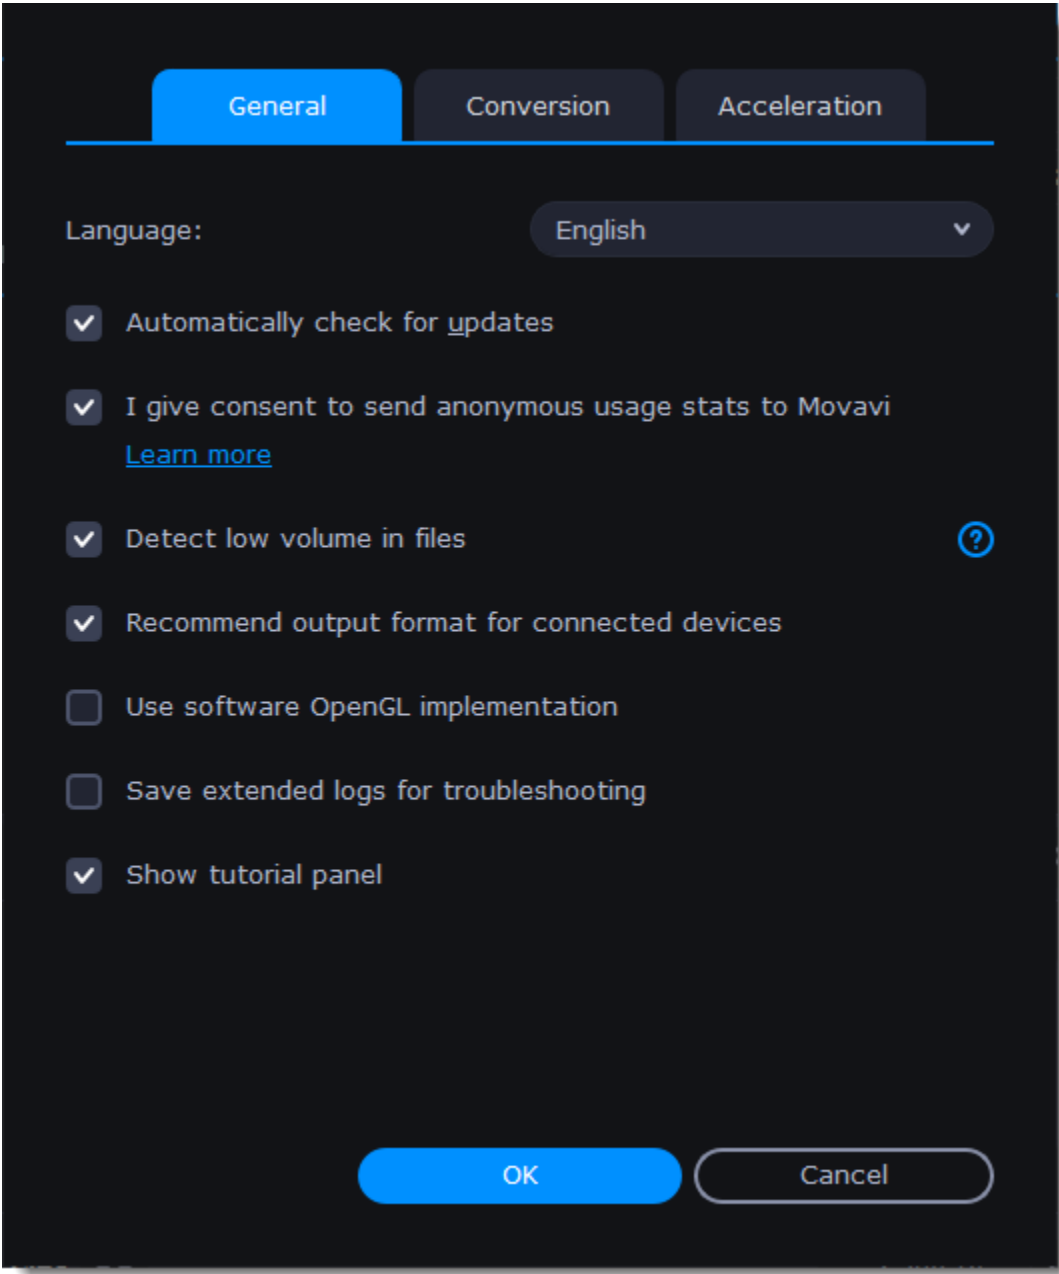 General Conversion Acceleration
Language: English
Automatically check for updates
I give consent to send anonymous usage stats to Movavi
Learn more
Detect low volume in files ?
Recommend output format for connected devices
Use software OpenGL implementation
Save extended logs for troubleshooting
Show tutorial panel
OK Cancel